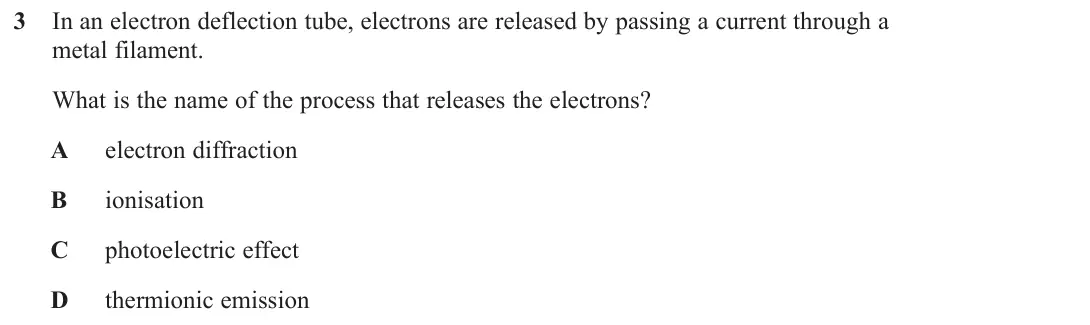 3 In an electron deflection tube, electrons are released by passing a current through a
metal filament.
What is the name of the process that releases the electrons?
A electron diffraction
B ionisation
C photoelectric effect
D thermionic emission